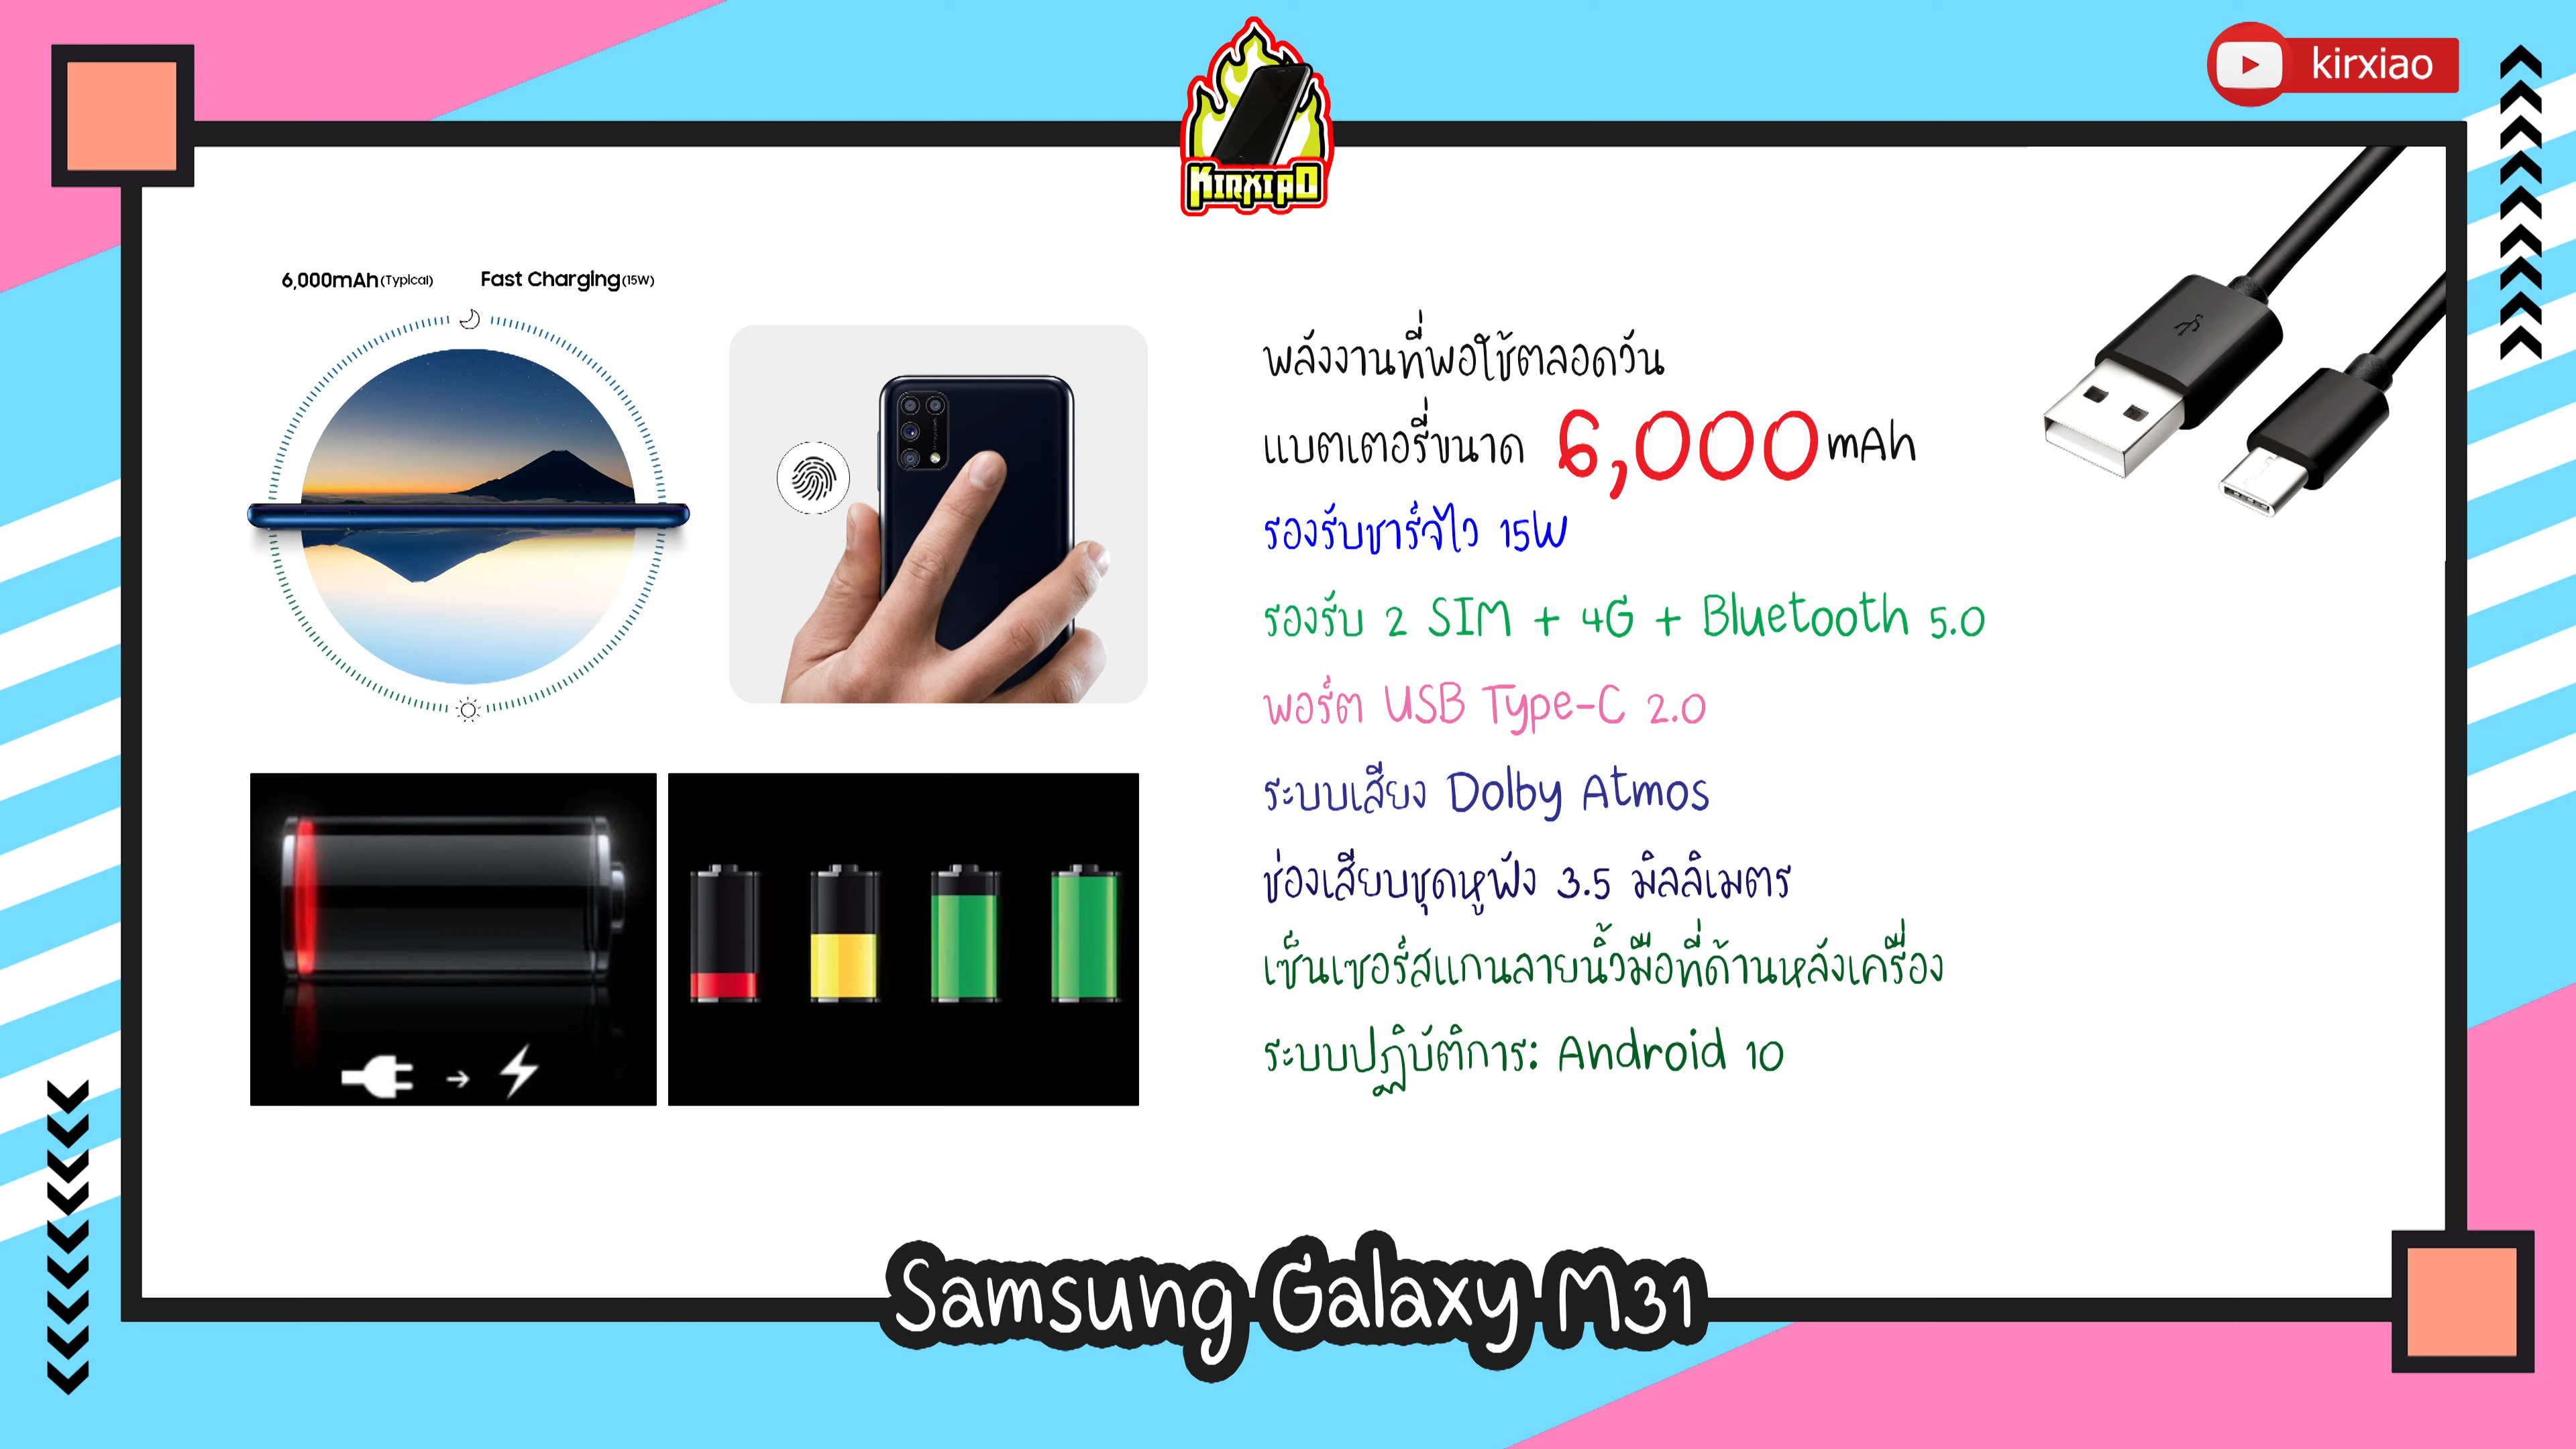 kirxiao
KIRXIAO
6,000mAh(Typical)
Fast Charging(15W)
พลังงานที่พอใช้ตลอดวัน
แบตเตอรี่ขนาด 6,000mAh
รองรับชาร์จไว 15W
รองรับ 2 SIM + 4G + Bluetooth 5.0
พอร์ต USB Type-C 2.0
ระบบเสียง Dolby Atmos
ช่องเสียบชุดหูฟัง 3.5 มิลลิเมตร
เซ็นเซอร์สแกนลายนิ้วมือที่ด้านหลังเครื่อง
ระบบปฏิบัติการ: Android 10
Samsung Galaxy M31